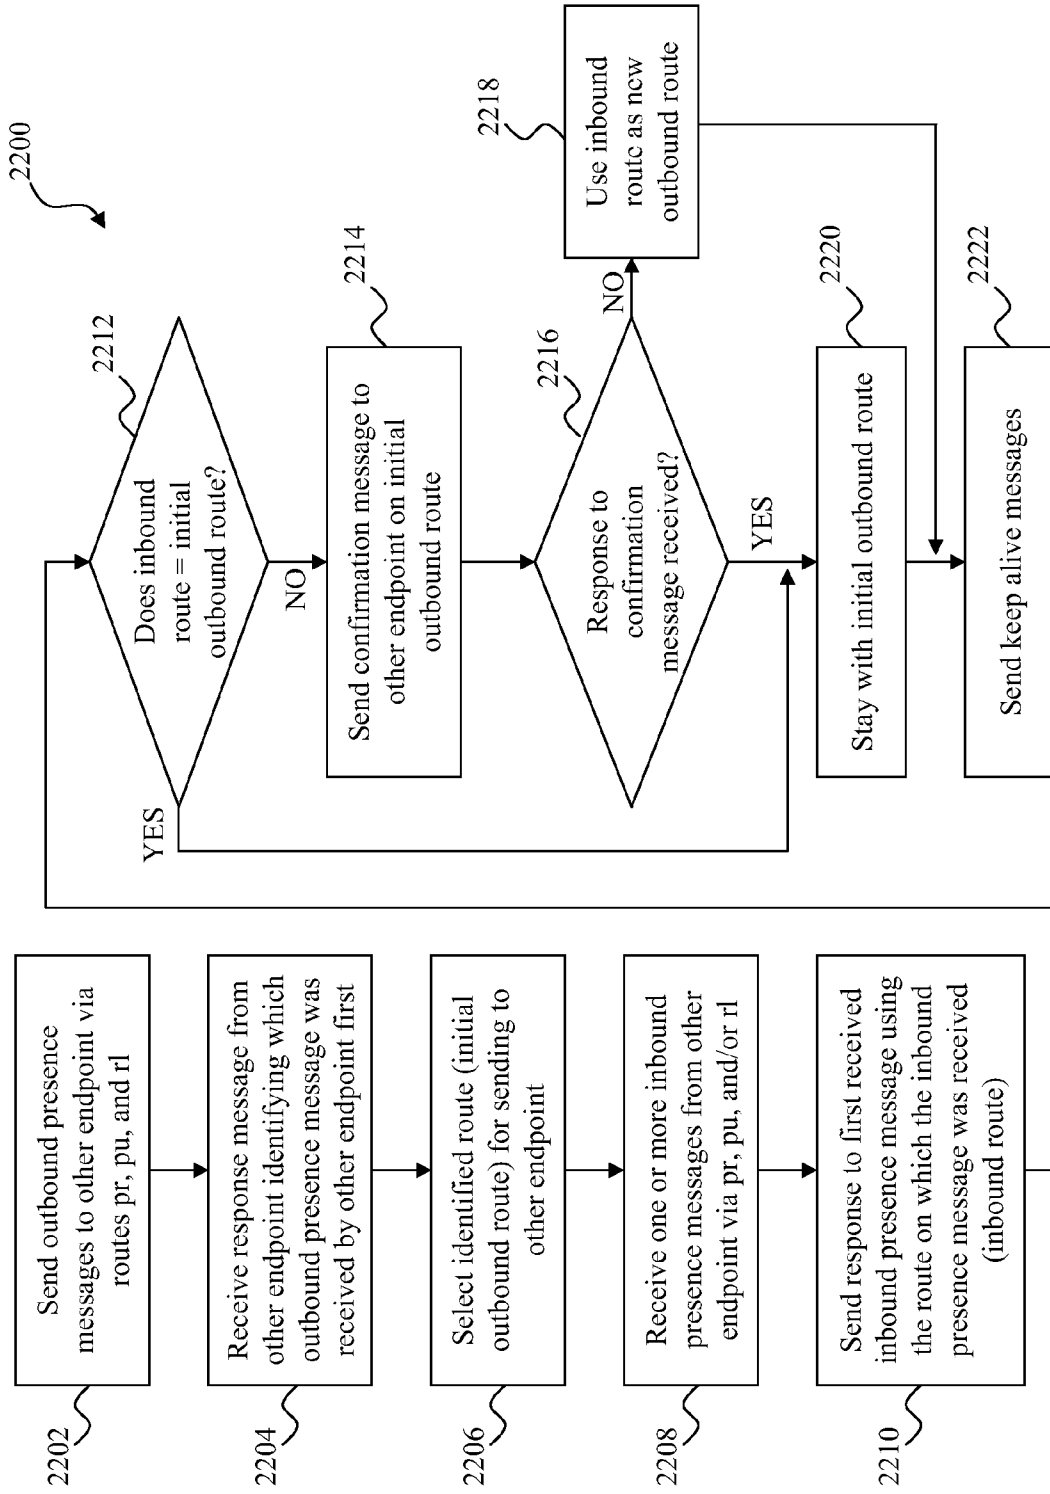 2200
2202
Send outbound presence
messages to other endpoint via
routes pr, pu, and rl
2204
Receive response message from
other endpoint identifying which
outbound presence message was
received by other endpoint first
2206
Select identified route (initial
outbound route) for sending to
other endpoint
2208
Receive one or more inbound
presence messages from other
endpoint via pr, pu, and/or rl
2210
Send response to first received
inbound presence message using
the route on which the inbound
presence message was received
(inbound route)
2212
Does inbound
route = initial
outbound route?
YES
NO
2214
Send confirmation message to
other endpoint on initial
outbound route
2216
Response to
confirmation
message received?
NO
YES
2218
Use inbound
route as new
outbound route
2220
Stay with initial outbound route
2222
Send keep alive messages